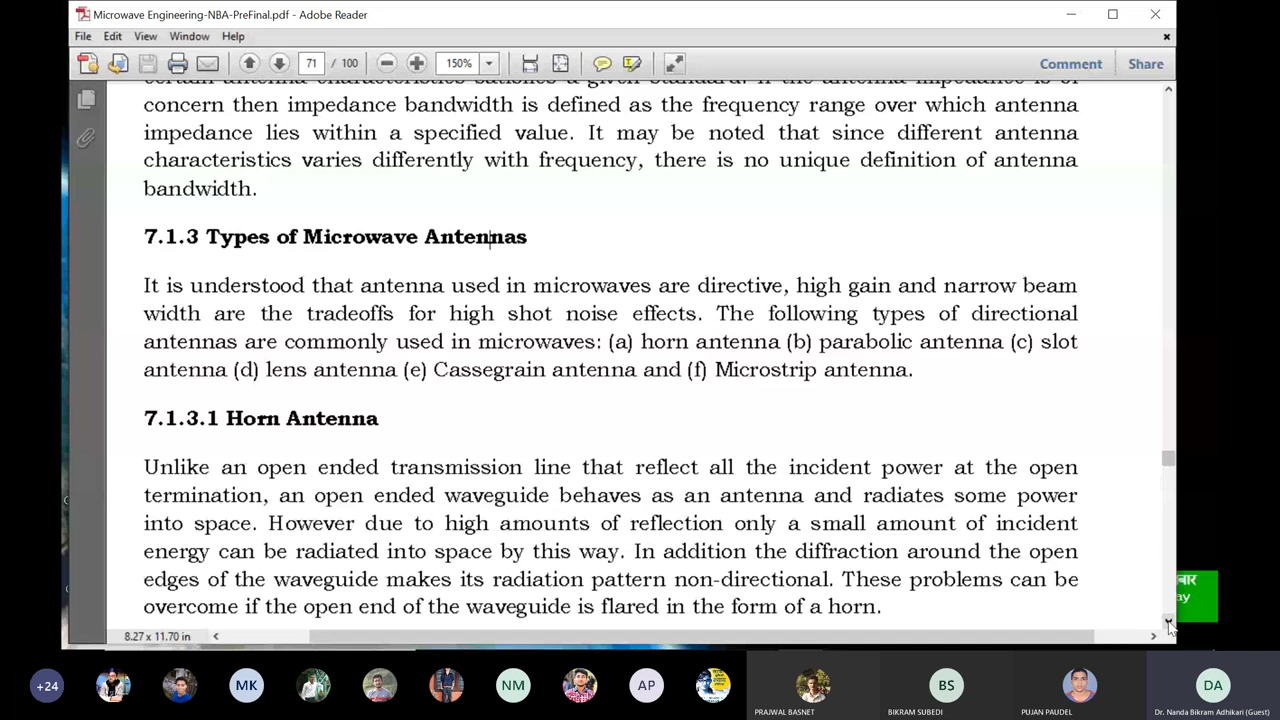 Microwave Engineering-NBA-PreFinal.pdf - Adobe Reader
File Edit View Window Help
71 / 100 150% Comment Share
concern then impedance bandwidth is defined as the frequency range over which antenna
impedance lies within a specified value. It may be noted that since different antenna
characteristics varies differently with frequency, there is no unique definition of antenna
bandwidth.
7.1.3 Types of Microwave Antennas
It is understood that antenna used in microwaves are directive, high gain and narrow beam
width are the tradeoffs for high shot noise effects. The following types of directional
antennas are commonly used in microwaves: (a) horn antenna (b) parabolic antenna (c) slot
antenna (d) lens antenna (e) Cassegrain antenna and (f) Microstrip antenna.
7.1.3.1 Horn Antenna
Unlike an open ended transmission line that reflect all the incident power at the open
termination, an open ended waveguide behaves as an antenna and radiates some power
into space. However due to high amounts of reflection only a small amount of incident
energy can be radiated into space by this way. In addition the diffraction around the open
edges of the waveguide makes its radiation pattern non-directional. These problems can be
overcome if the open end of the waveguide is flared in the form of a horn.
8.27 x 11.70 in
+24 MK NM AP BS DA
PRAJWAL BASNET BIKRAM SUBEDI PUJAN PAUDEL Dr. Nanda Bikram Adhikari (Guest)